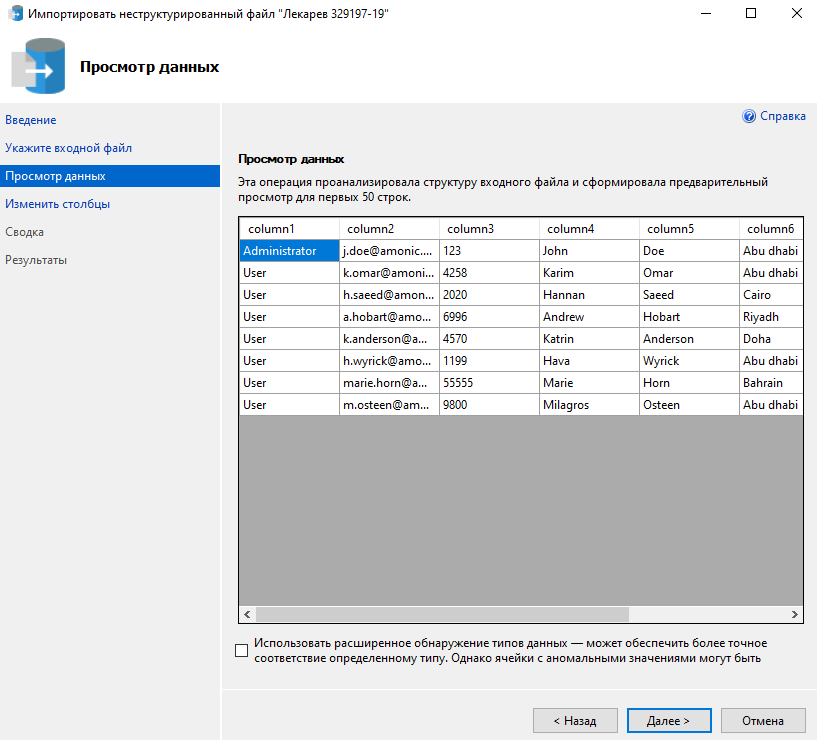 Импортировать неструктурированный файл "Лекарев 329197-19"
Просмотр данных
Введение
Укажите входной файл
Просмотр данных
Изменить столбцы
Сводка
Результаты
Справка
Просмотр данных
Эта операция проанализировала структуру входного файла и сформировала предварительный
просмотр для первых 50 строк.
column1 column2 column3 column4 column5 column6
Administrator j.doe@amonic.... 123 John Doe Abu dhabi
User k.omar@amoni... 4258 Karim Omar Abu dhabi
User h.saeed@amon... 2020 Hannan Saeed Cairo
User a.hobart@amo... 6996 Andrew Hobart Riyadh
User k.anderson@a... 4570 Katrin Anderson Doha
User h.wyrick@amo... 1199 Hava Wyrick Abu dhabi
User marie.horn@a... 55555 Marie Horn Bahrain
User m.osteen@am... 9800 Milagros Osteen Abu dhabi
Использовать расширенное обнаружение типов данных — может обеспечить более точное
соответствие определенному типу. Однако ячейки с аномальными значениями могут быть
< Назад Далее > Отмена